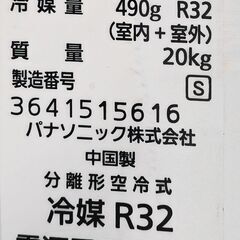 冷媒量 490g R32
(室内+室外)
質量 20kg
製造番号 S
3641515616
パナソニック株式会社
中国製
分離形空冷式
冷媒 R32